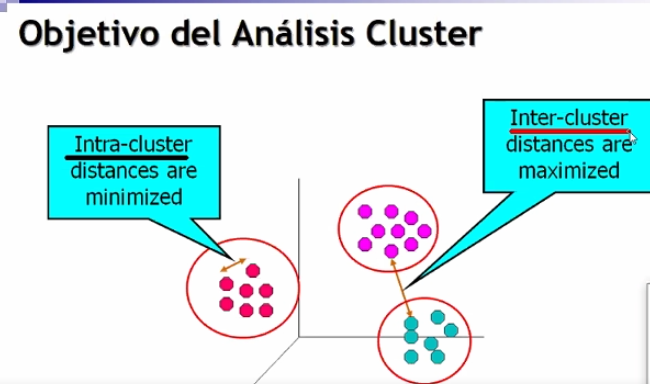 Objetivo del Análisis Cluster
Intra-cluster
distances are
minimized
Inter-cluster
distances are
maximized